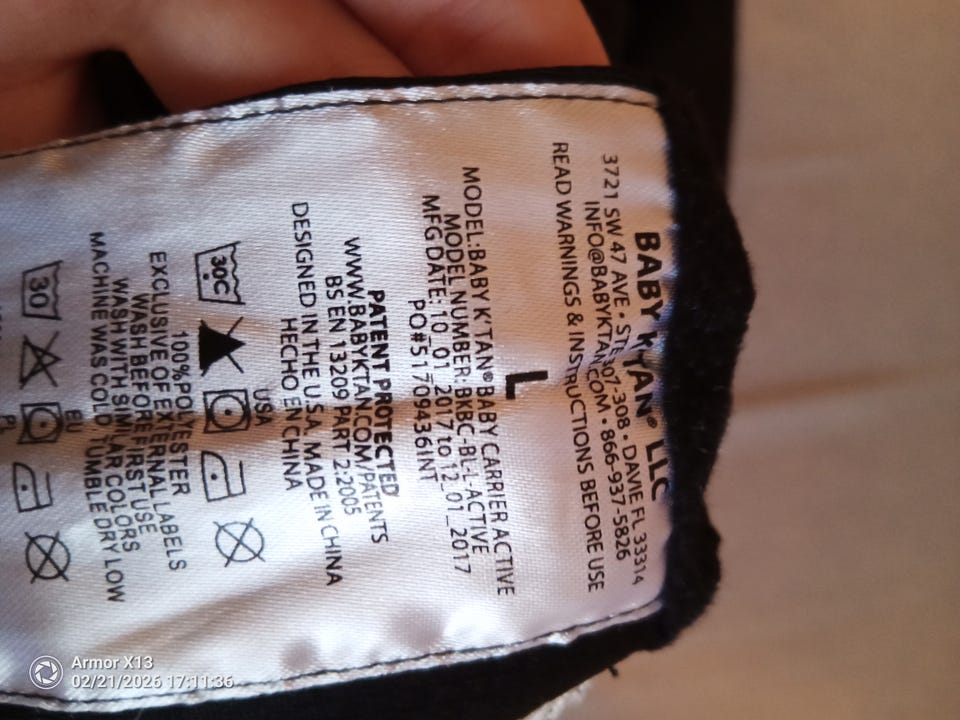 BABY K'TAN® LLC
3721 SW 47 AVE • STE 307-308 • DAVIE FL 33314
INFO@BABYKTAN.COM • 866-937-5826
READ WARNINGS & INSTRUCTIONS BEFORE USE
L
MODEL:BABY K'TAN® BABY CARRIER ACTIVE
MODEL NUMBER: BKBC-BL-L-ACTIVE
MFG DATE: 10_01_2017 to 12_01_2017
PO#51709436INT
PATENT PROTECTED
WWW.BABYKTAN.COM/PATENTS
BS EN 13209 PART 2:2005
DESIGNED IN THE U.S.A, MADE IN CHINA
HECHO EN CHINA
USA
30C
100%POLYESTER
EXCLUSIVE OF EXTERNAL LABELS
WASH BEFORE FIRST USE
WASH WITH SIMILAR COLORS
MACHINE WAS COLD TUMBLE DRY LOW
EU
30
Armor X13
02/21/2026 17:11:36